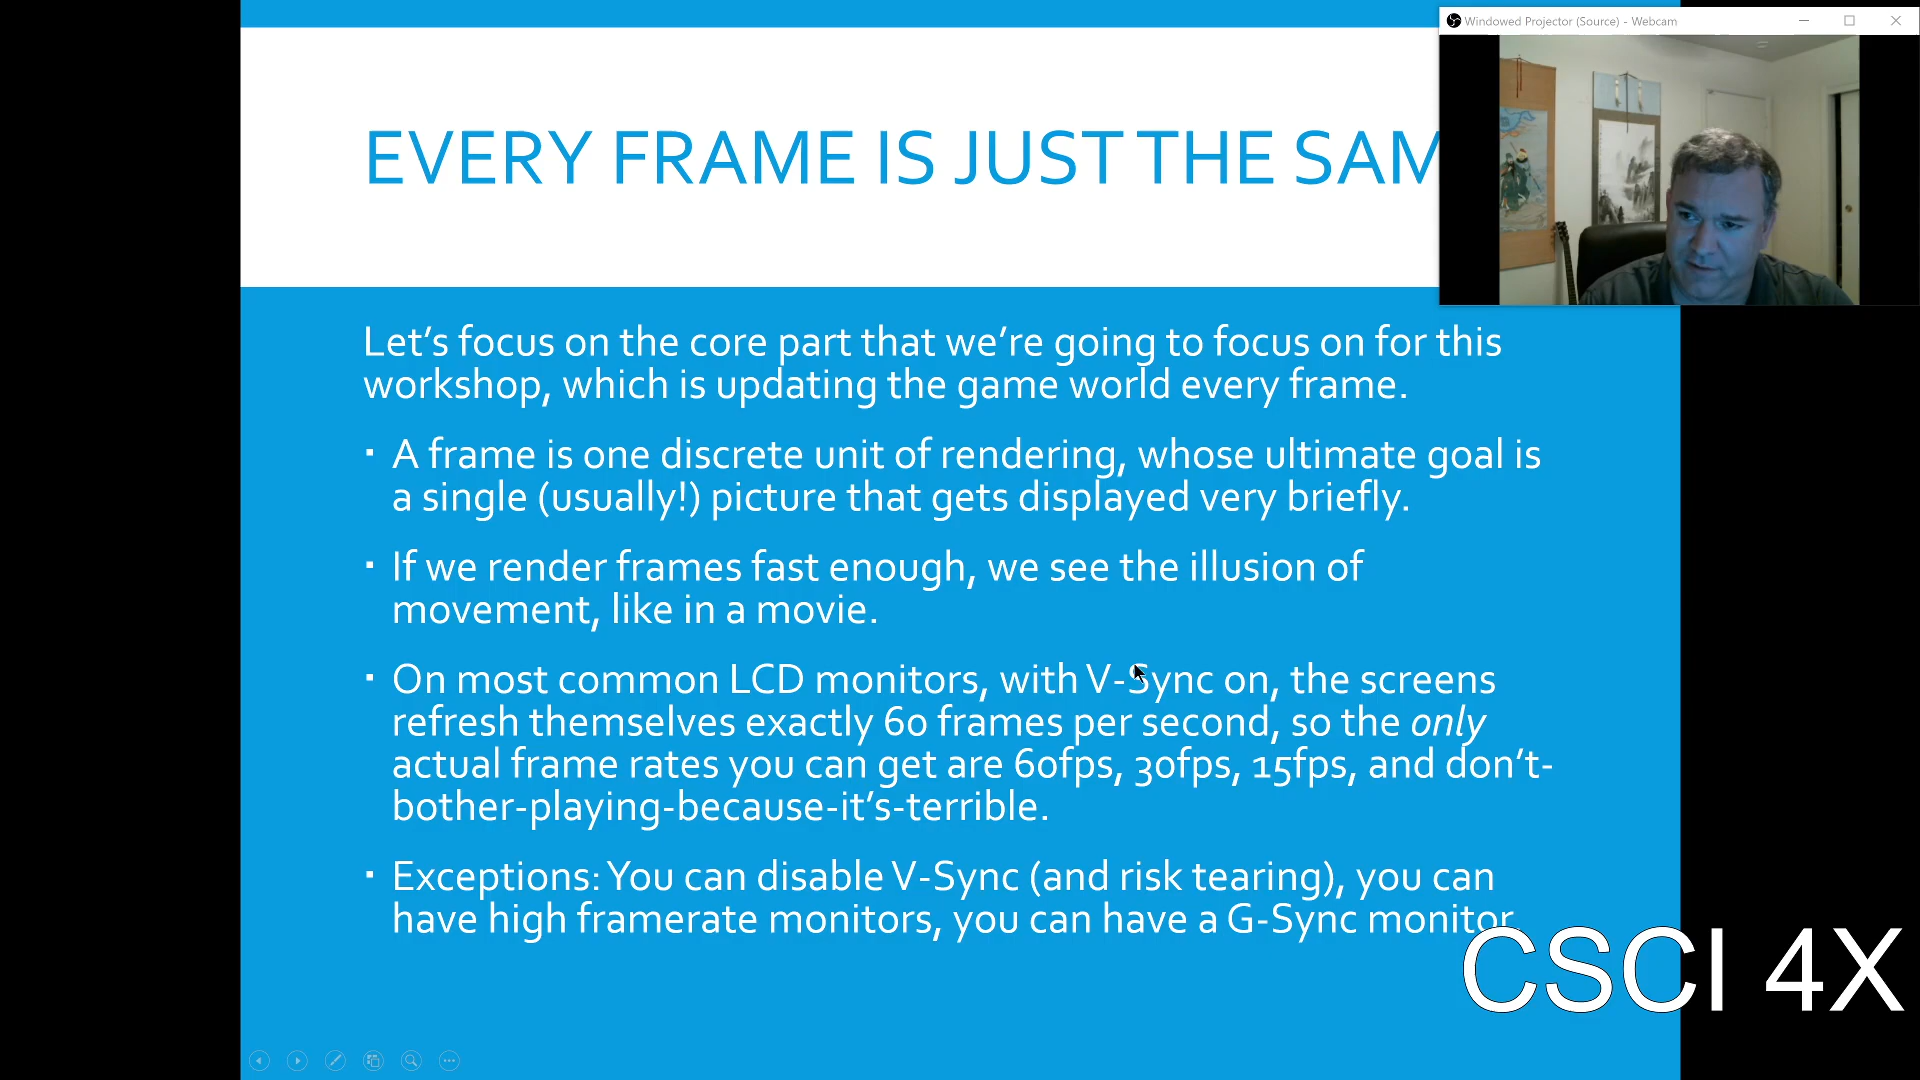 Windowed Projector (Source) - Webcam
EVERY FRAME IS JUST THE SAM
Let’s focus on the core part that we’re going to focus on for this
workshop, which is updating the game world every frame.
▪ A frame is one discrete unit of rendering, whose ultimate goal is
a single (usually!) picture that gets displayed very briefly.
▪ If we render frames fast enough, we see the illusion of
movement, like in a movie.
▪ On most common LCD monitors, with V-Sync on, the screens
refresh themselves exactly 60 frames per second, so the only
actual frame rates you can get are 60fps, 30fps, 15fps, and don’t-
bother-playing-because-it’s-terrible.
▪ Exceptions: You can disable V-Sync (and risk tearing), you can
have high framerate monitors, you can have a G-Sync monitor.
CSCI 4X